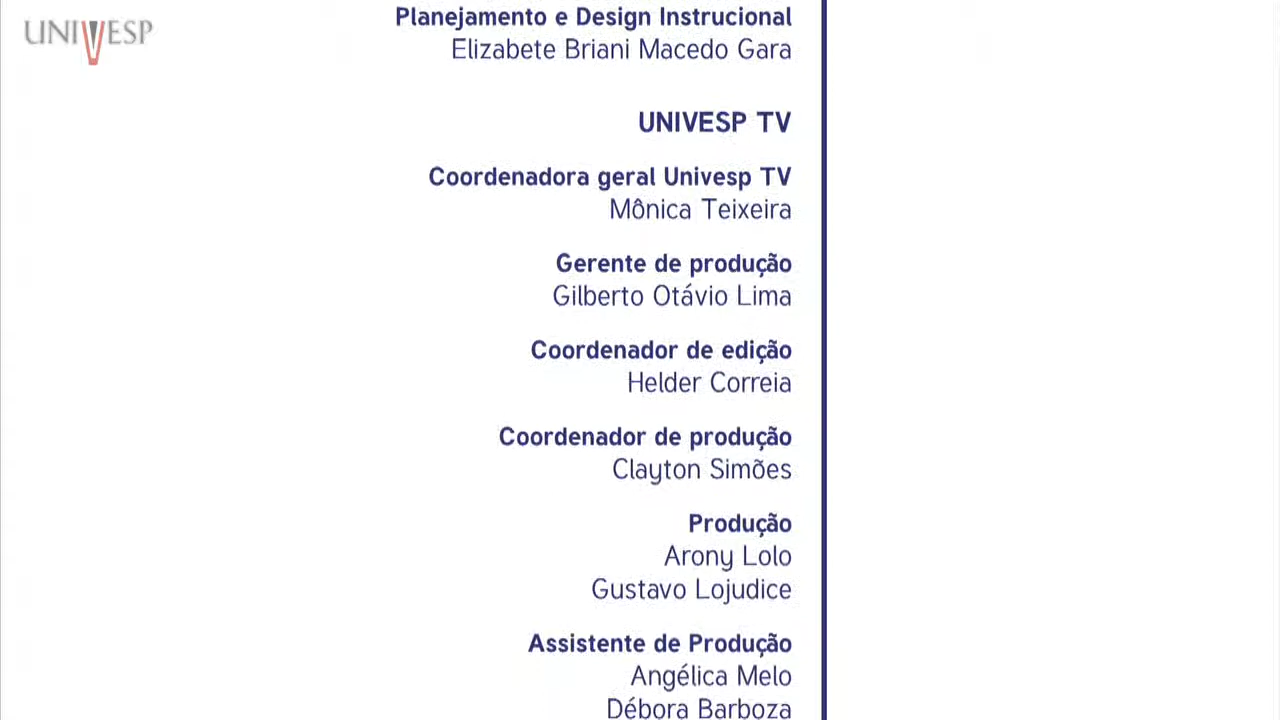 UNIVESP
Planejamento e Design Instrucional
Elizabete Briani Macedo Gara
UNIVESP TV
Coordenadora geral Univesp TV
Mônica Teixeira
Gerente de produção
Gilberto Otávio Lima
Coordenador de edição
Helder Correia
Coordenador de produção
Clayton Simões
Produção
Arony Lolo
Gustavo Lojudice
Assistente de Produção
Angélica Melo
Débora Barboza